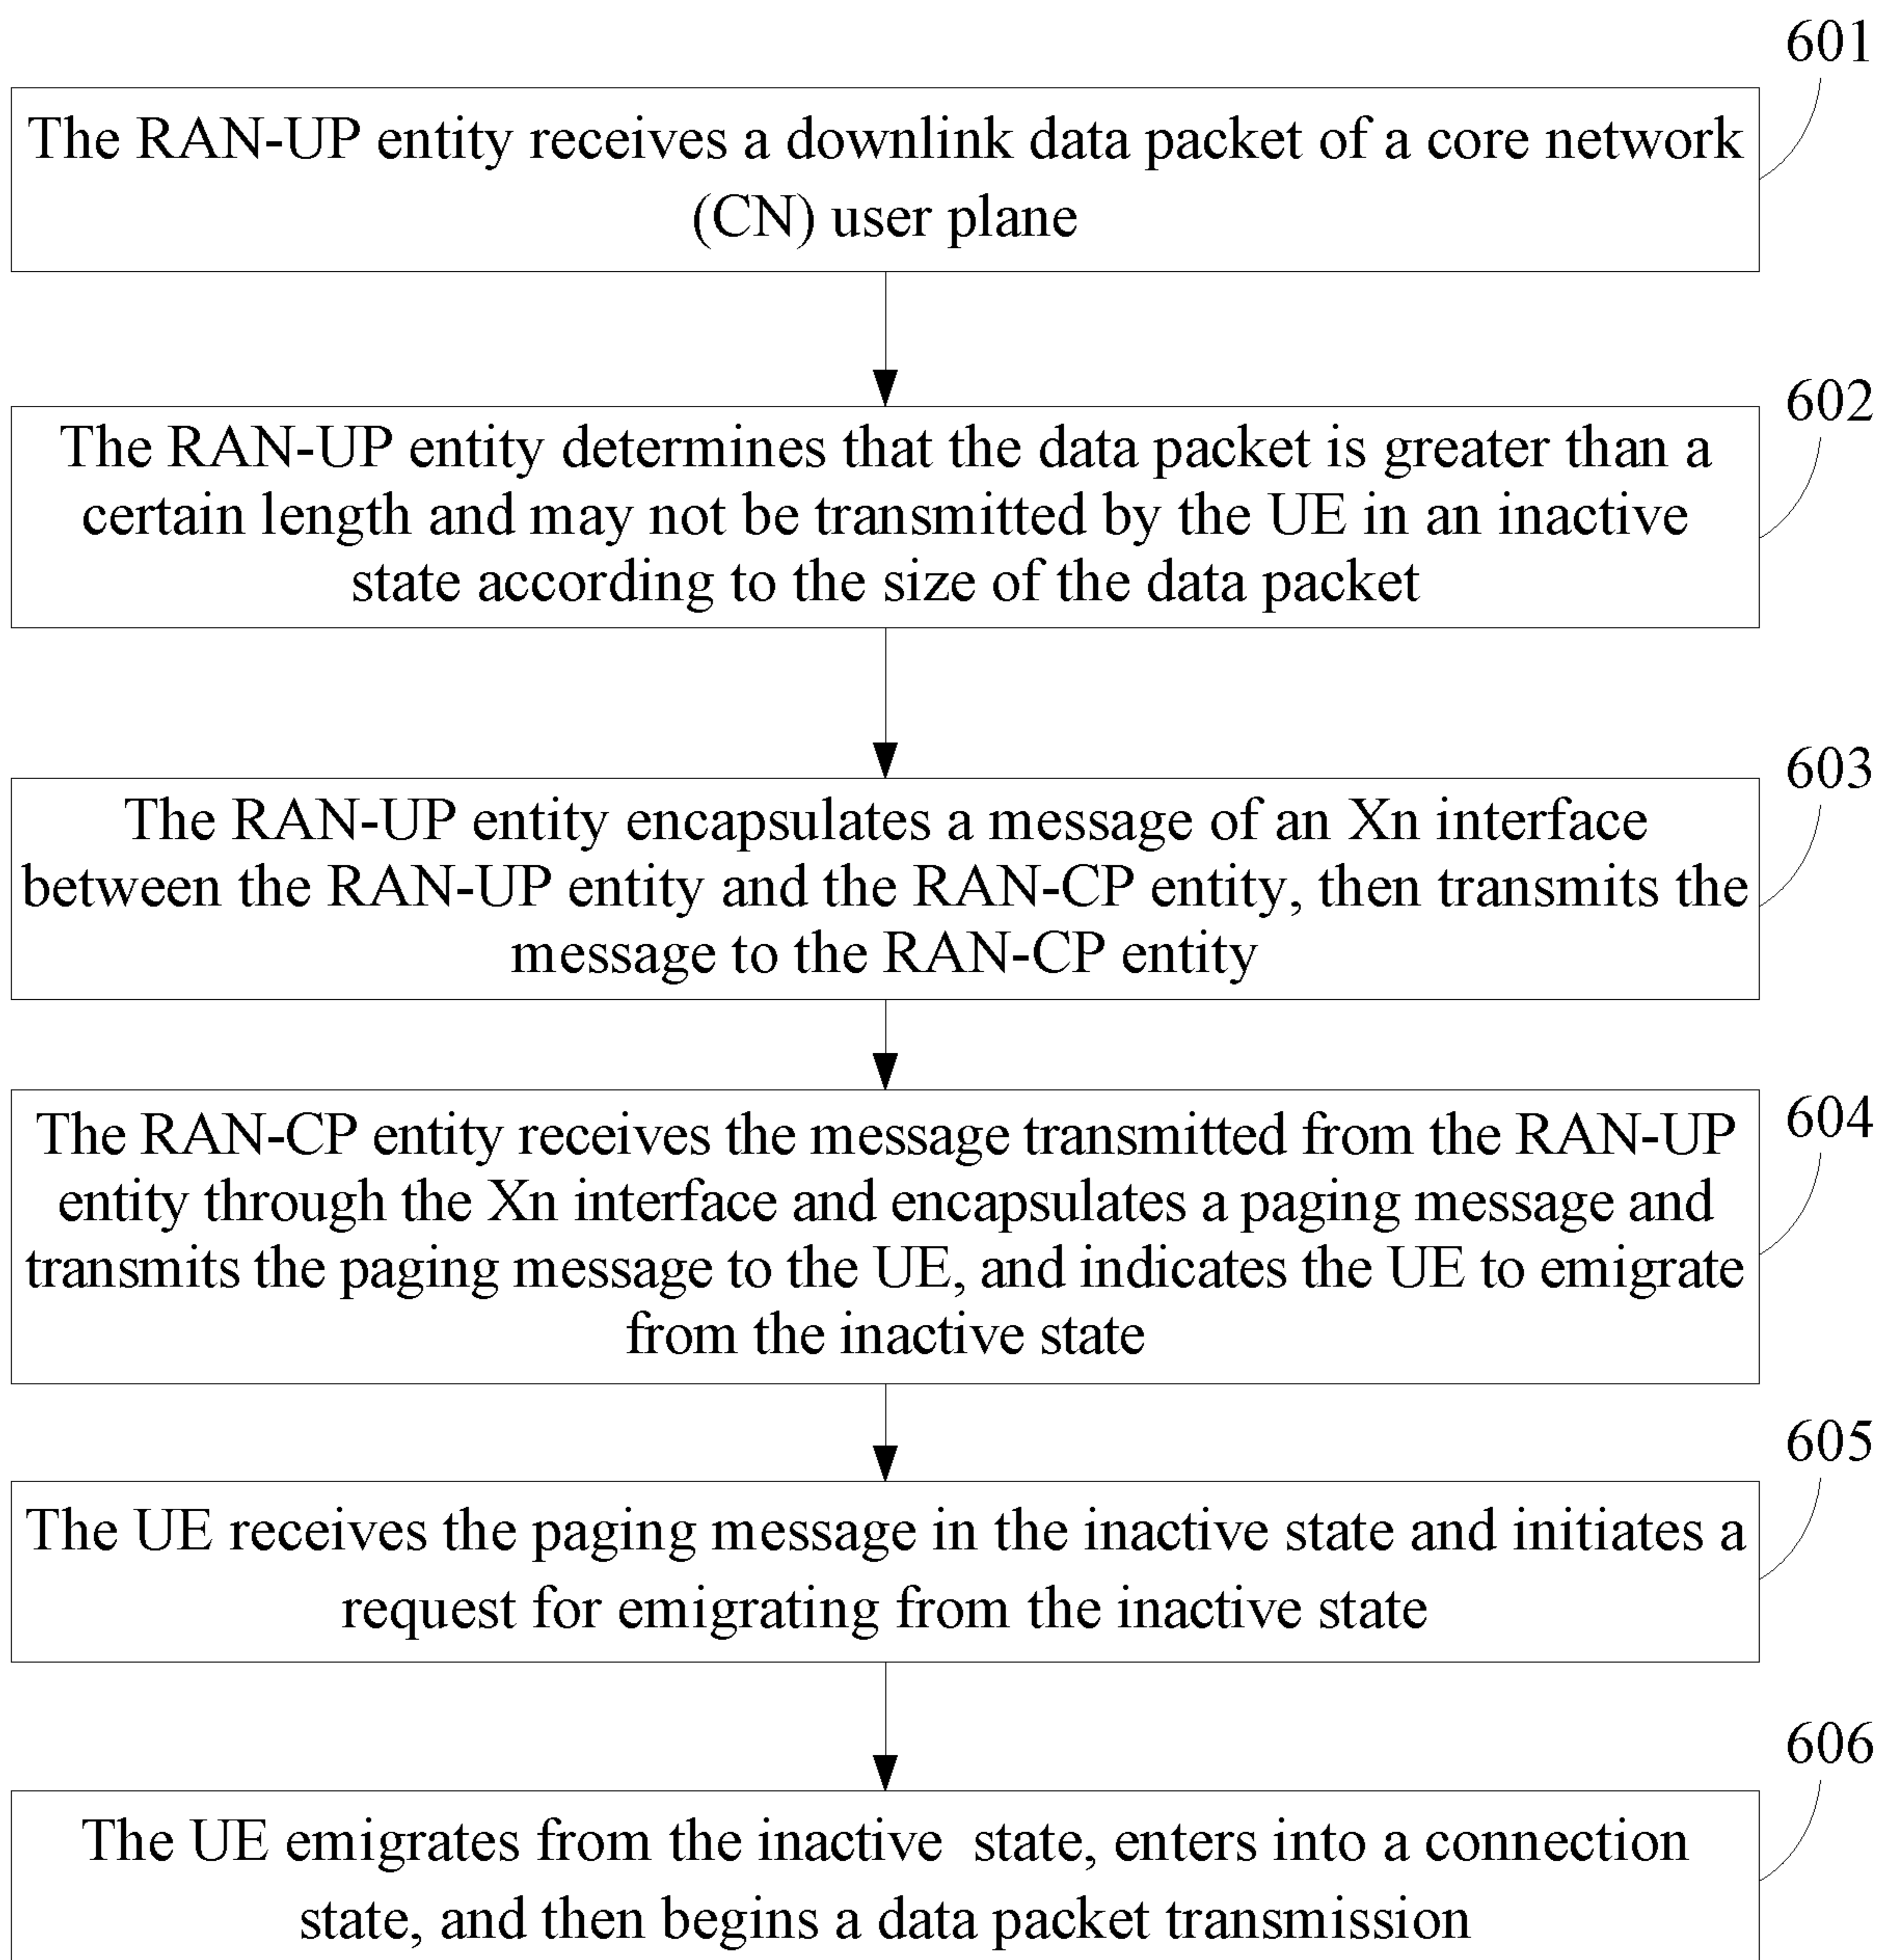 601
The RAN-UP entity receives a downlink data packet of a core network
(CN) user plane
602
The RAN-UP entity determines that the data packet is greater than a
certain length and may not be transmitted by the UE in an inactive
state according to the size of the data packet
603
The RAN-UP entity encapsulates a message of an Xn interface
between the RAN-UP entity and the RAN-CP entity, then transmits the
message to the RAN-CP entity
604
The RAN-CP entity receives the message transmitted from the RAN-UP
entity through the Xn interface and encapsulates a paging message and
transmits the paging message to the UE, and indicates the UE to emigrate
from the inactive state
605
The UE receives the paging message in the inactive state and initiates a
request for emigrating from the inactive state
606
The UE emigrates from the inactive state, enters into a connection
state, and then begins a data packet transmission